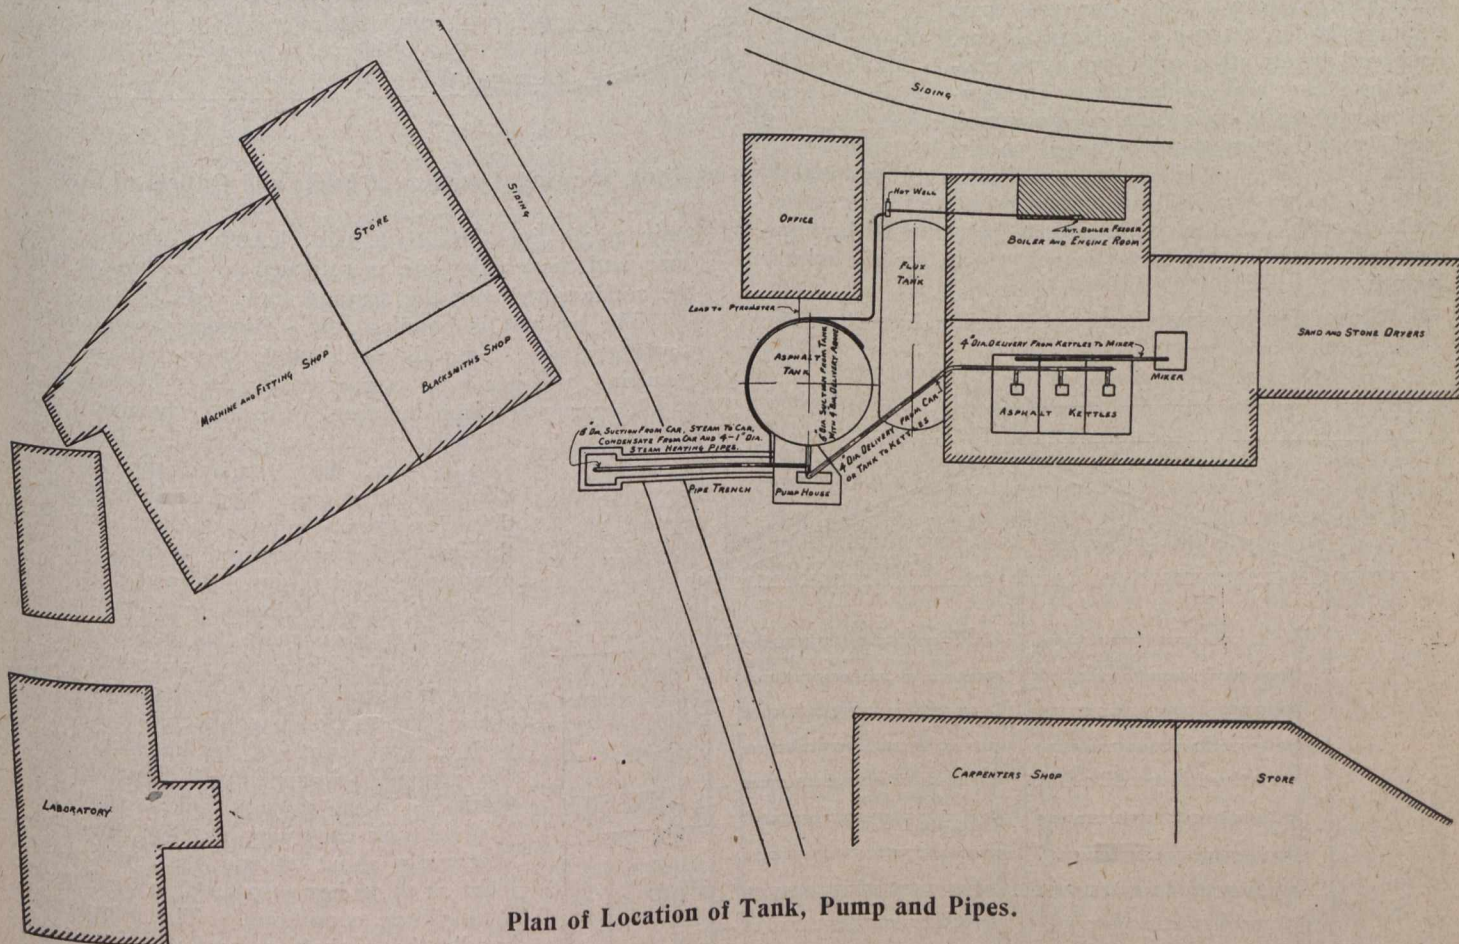 SIDING
STORE
SIDING
OFFICE
HOT WELL
AUT. BOILER FEEDER
BOILER AND ENGINE ROOM
FLUX
TANK
LEAD TO PYROMETER
SAND AND STONE DRYERS
4" DIA. DELIVERY FROM KETTLES TO MIXER
MIXER
ASPHALT
TANK
5" DIA. SUCTION FROM TANK
WITH 4" DIA. DELIVERY ABOVE
MACHINE AND FITTING SHOP
BLACKSMITHS SHOP
ASPHALT KETTLES
DIA. SUCTION FROM CAR, STEAM TO CAR,
CONDENSATE FROM CAR AND 4-1" DIA.
STEAM HEATING PIPES.
4" DIA. DELIVERY FROM CAR
OR TANK TO KETTLES
PIPE TRENCH
PUMP HOUSE
CARPENTERS SHOP
STORE
LABORATORY
Plan of Location of Tank, Pump and Pipes.